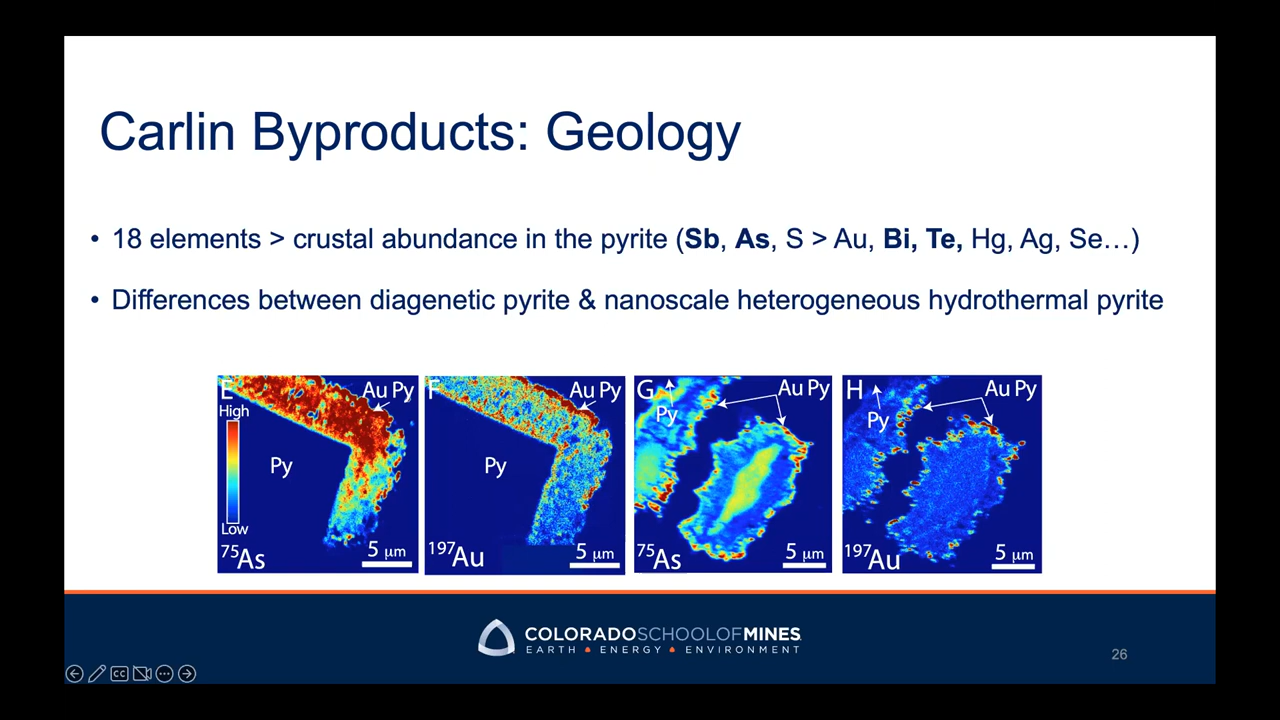 Carlin Byproducts: Geology
• 18 elements > crustal abundance in the pyrite (Sb, As, S > Au, Bi, Te, Hg, Ag, Se…)
• Differences between diagenetic pyrite & nanoscale heterogeneous hydrothermal pyrite
E
Au Py
High
Py
Low
75As
5 μm
F
Au Py
Py
197Au
5 μm
G
Au Py
Py
75As
5 μm
H
Au Py
Py
197Au
5 μm
COLORADOSCHOOLOFMINES
EARTH • ENERGY • ENVIRONMENT
26
CC